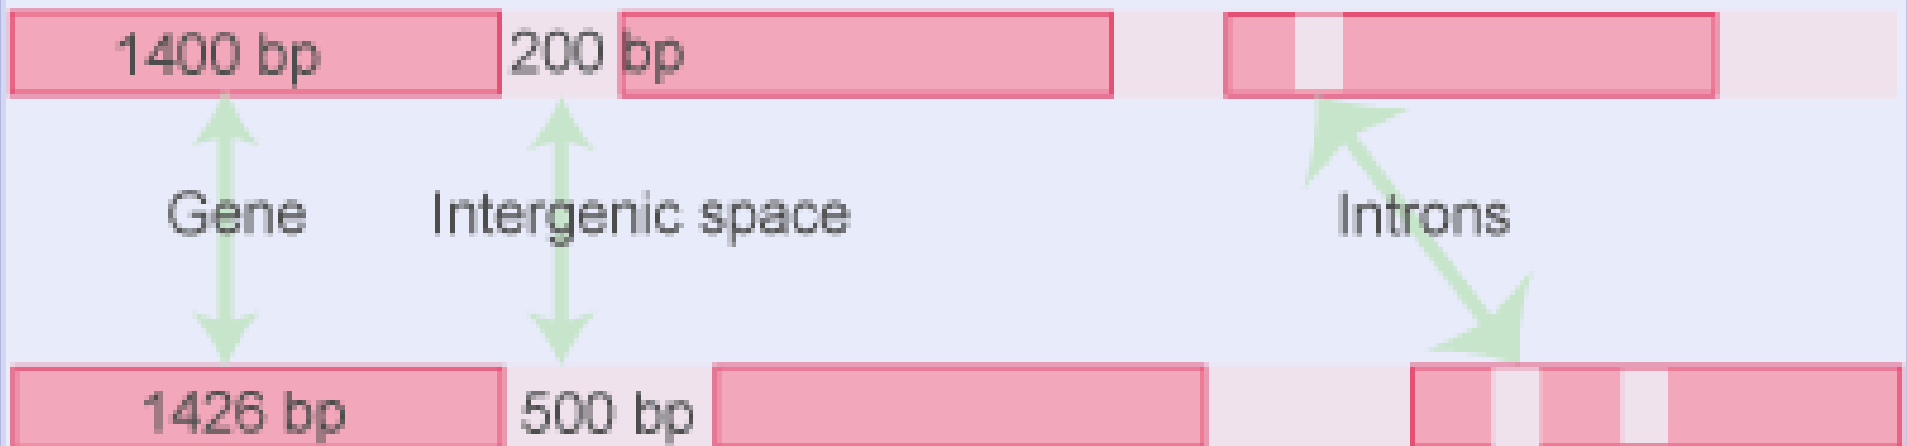 1400 bp 200 bp
Gene Intergenic space Introns
1426 bp 500 bp